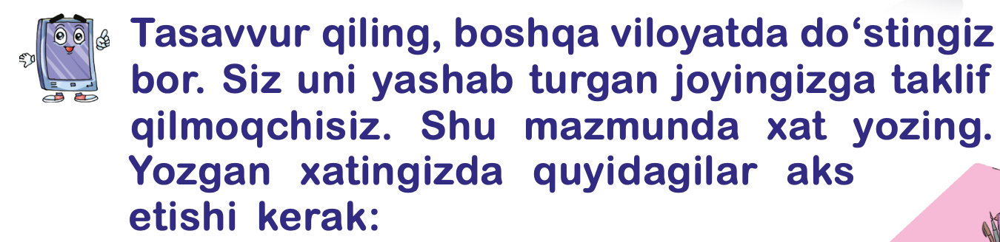 Tasavvur qiling, boshqa viloyatda do‘stingiz
bor. Siz uni yashab turgan joyingizga taklif
qilmoqchisiz. Shu mazmunda xat yozing.
Yozgan xatingizda quyidagilar aks
etishi kerak: